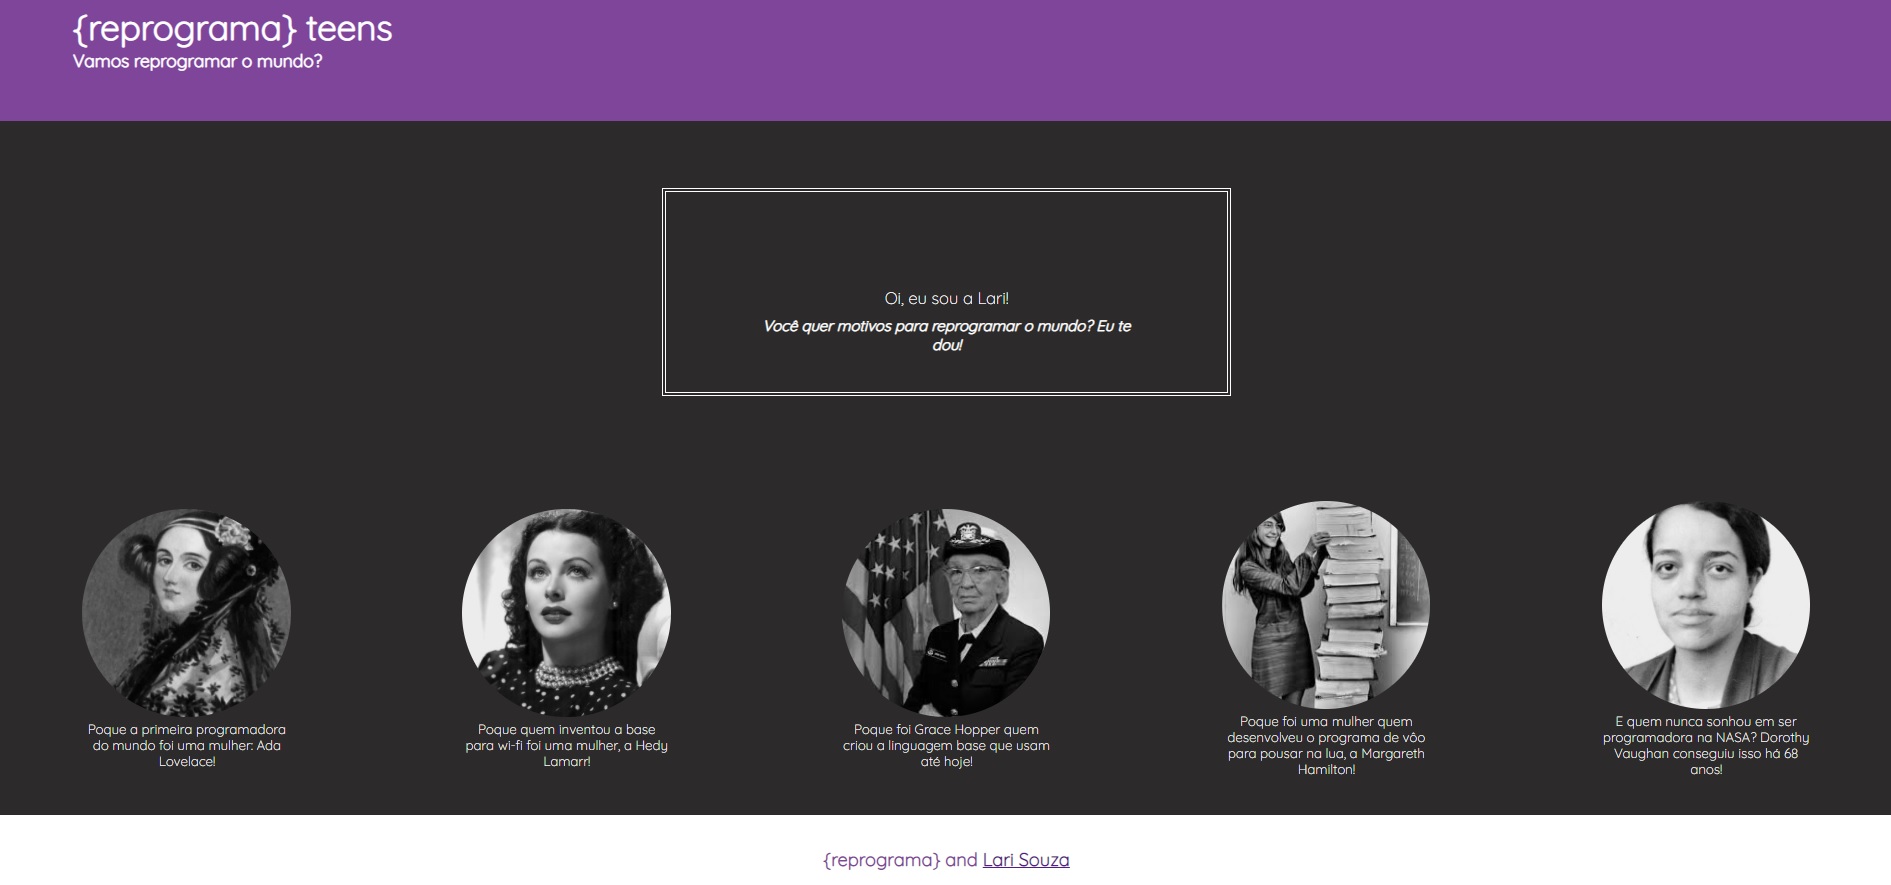 {reprograma} teens
Vamos reprogramar o mundo?
Oi, eu sou a Lari!
Você quer motivos para reprogramar o mundo? Eu te
dou!
Poque a primeira programadora
do mundo foi uma mulher: Ada
Lovelace!
Poque quem inventou a base
para wi-fi foi uma mulher, a Hedy
Lamarr!
Poque foi Grace Hopper quem
criou a linguagem base que usam
até hoje!
Poque foi uma mulher quem
desenvolveu o programa de vôo
para pousar na lua, a Margareth
Hamilton!
E quem nunca sonhou em ser
programadora na NASA? Dorothy
Vaughan conseguiu isso há 68
anos!
{reprograma} and Lari Souza